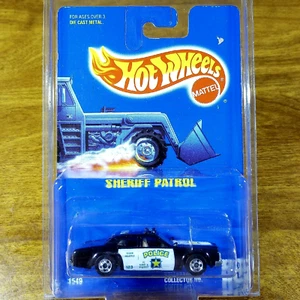 FOR AGES OVER 3
DIE CAST METAL
Hot Wheels
MATTEL
SHERIFF PATROL
POLICE
1549
COLLECTOR NO.